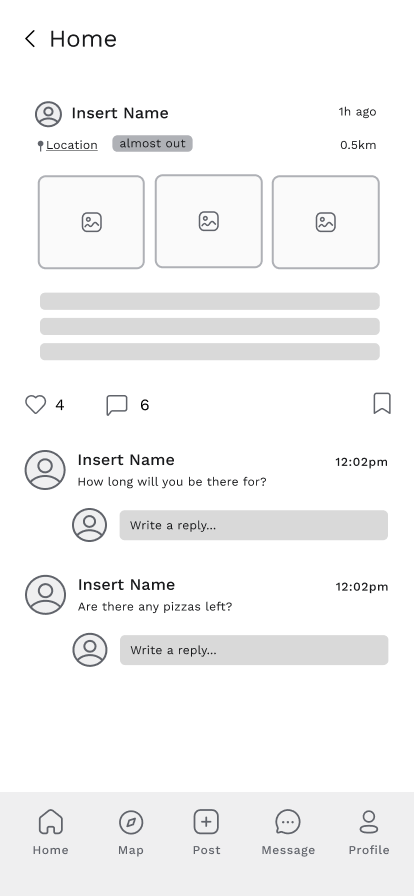 Home
Insert Name 1h ago
Location almost out 0.5km
4 6
Insert Name 12:02pm
How long will you be there for?
Write a reply...
Insert Name 12:02pm
Are there any pizzas left?
Write a reply...
Home Map Post Message Profile